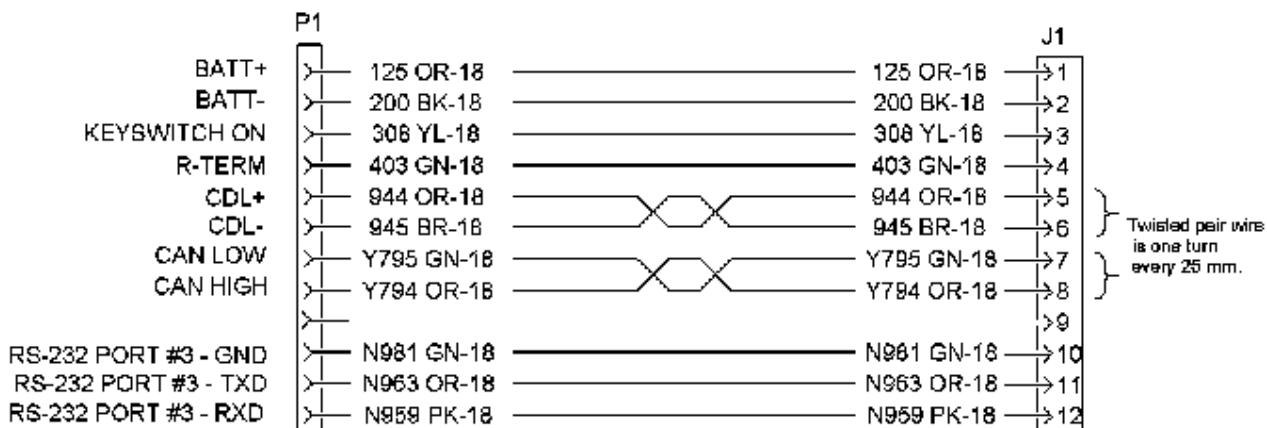 P1 J1
BATT+ 125 OR-18 125 OR-18 1
BATT- 200 BK-18 200 BK-18 2
KEYSWITCH ON 308 YL-18 308 YL-18 3
R-TERM 403 GN-18 403 GN-18 4
CDL+ 944 OR-18 944 OR-18 5
CDL- 945 BR-18 945 BR-18 6
CAN LOW Y795 GN-18 Y795 GN-18 7
CAN HIGH Y794 OR-18 Y794 OR-18 8
Twisted pair wire
is one turn
every 25 mm.
9
RS-232 PORT #3 - GND N981 GN-18 N981 GN-18 10
RS-232 PORT #3 - TXD N963 OR-18 N963 OR-18 11
RS-232 PORT #3 - RXD N959 PK-18 N959 PK-18 12